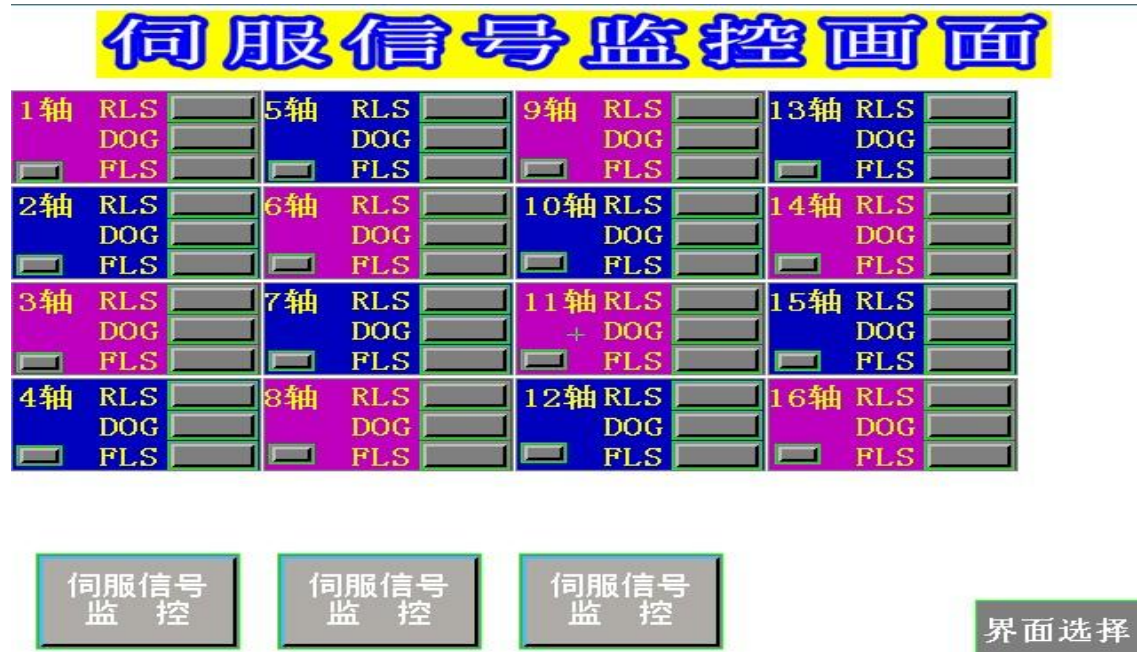 伺服信号监控画面
1轴 RLS 5轴 RLS 9轴 RLS 13轴 RLS
DOG DOG DOG DOG
FLS FLS FLS FLS
2轴 RLS 6轴 RLS 10轴 RLS 14轴 RLS
DOG DOG DOG DOG
FLS FLS FLS FLS
3轴 RLS 7轴 RLS 11轴 RLS 15轴 RLS
DOG DOG DOG DOG
FLS FLS FLS FLS
4轴 RLS 8轴 RLS 12轴 RLS 16轴 RLS
DOG DOG DOG DOG
FLS FLS FLS FLS
伺服信号 伺服信号 伺服信号
监 控 监 控 监 控
界面选择